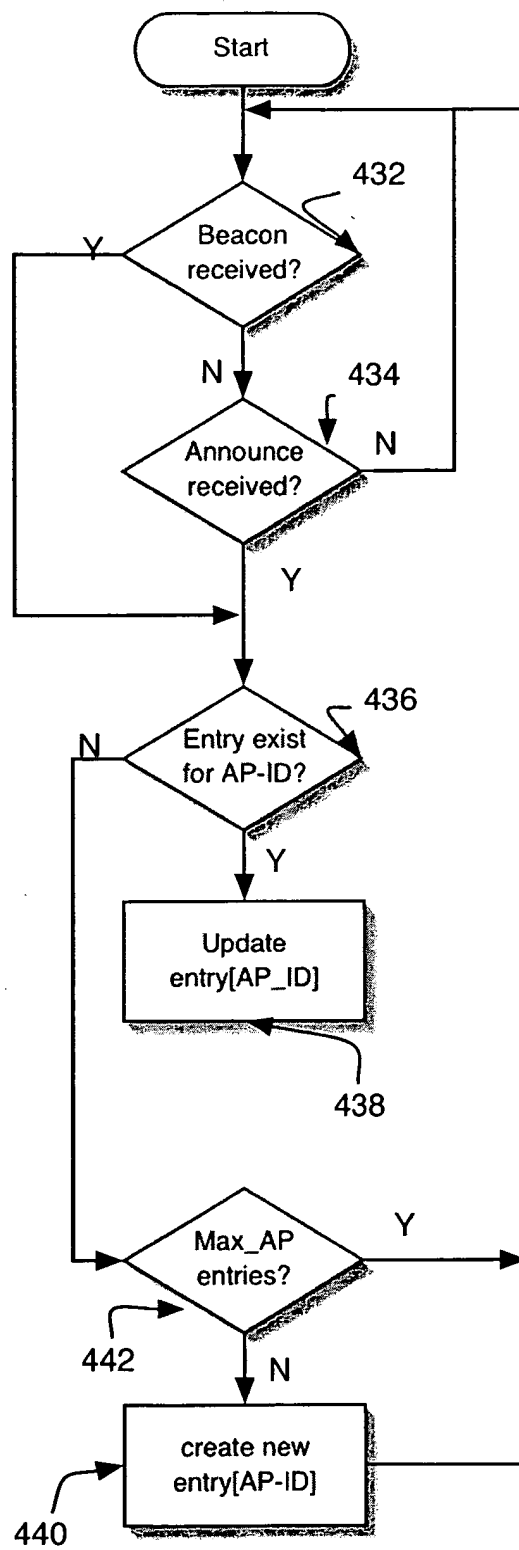 Start
432
Beacon
received?
Y
N
434
Announce
received?
N
Y
436
Entry exist
for AP-ID?
N
Y
Update
entry[AP_ID]
438
Max_AP
entries?
Y
442
N
create new
entry[AP-ID]
440